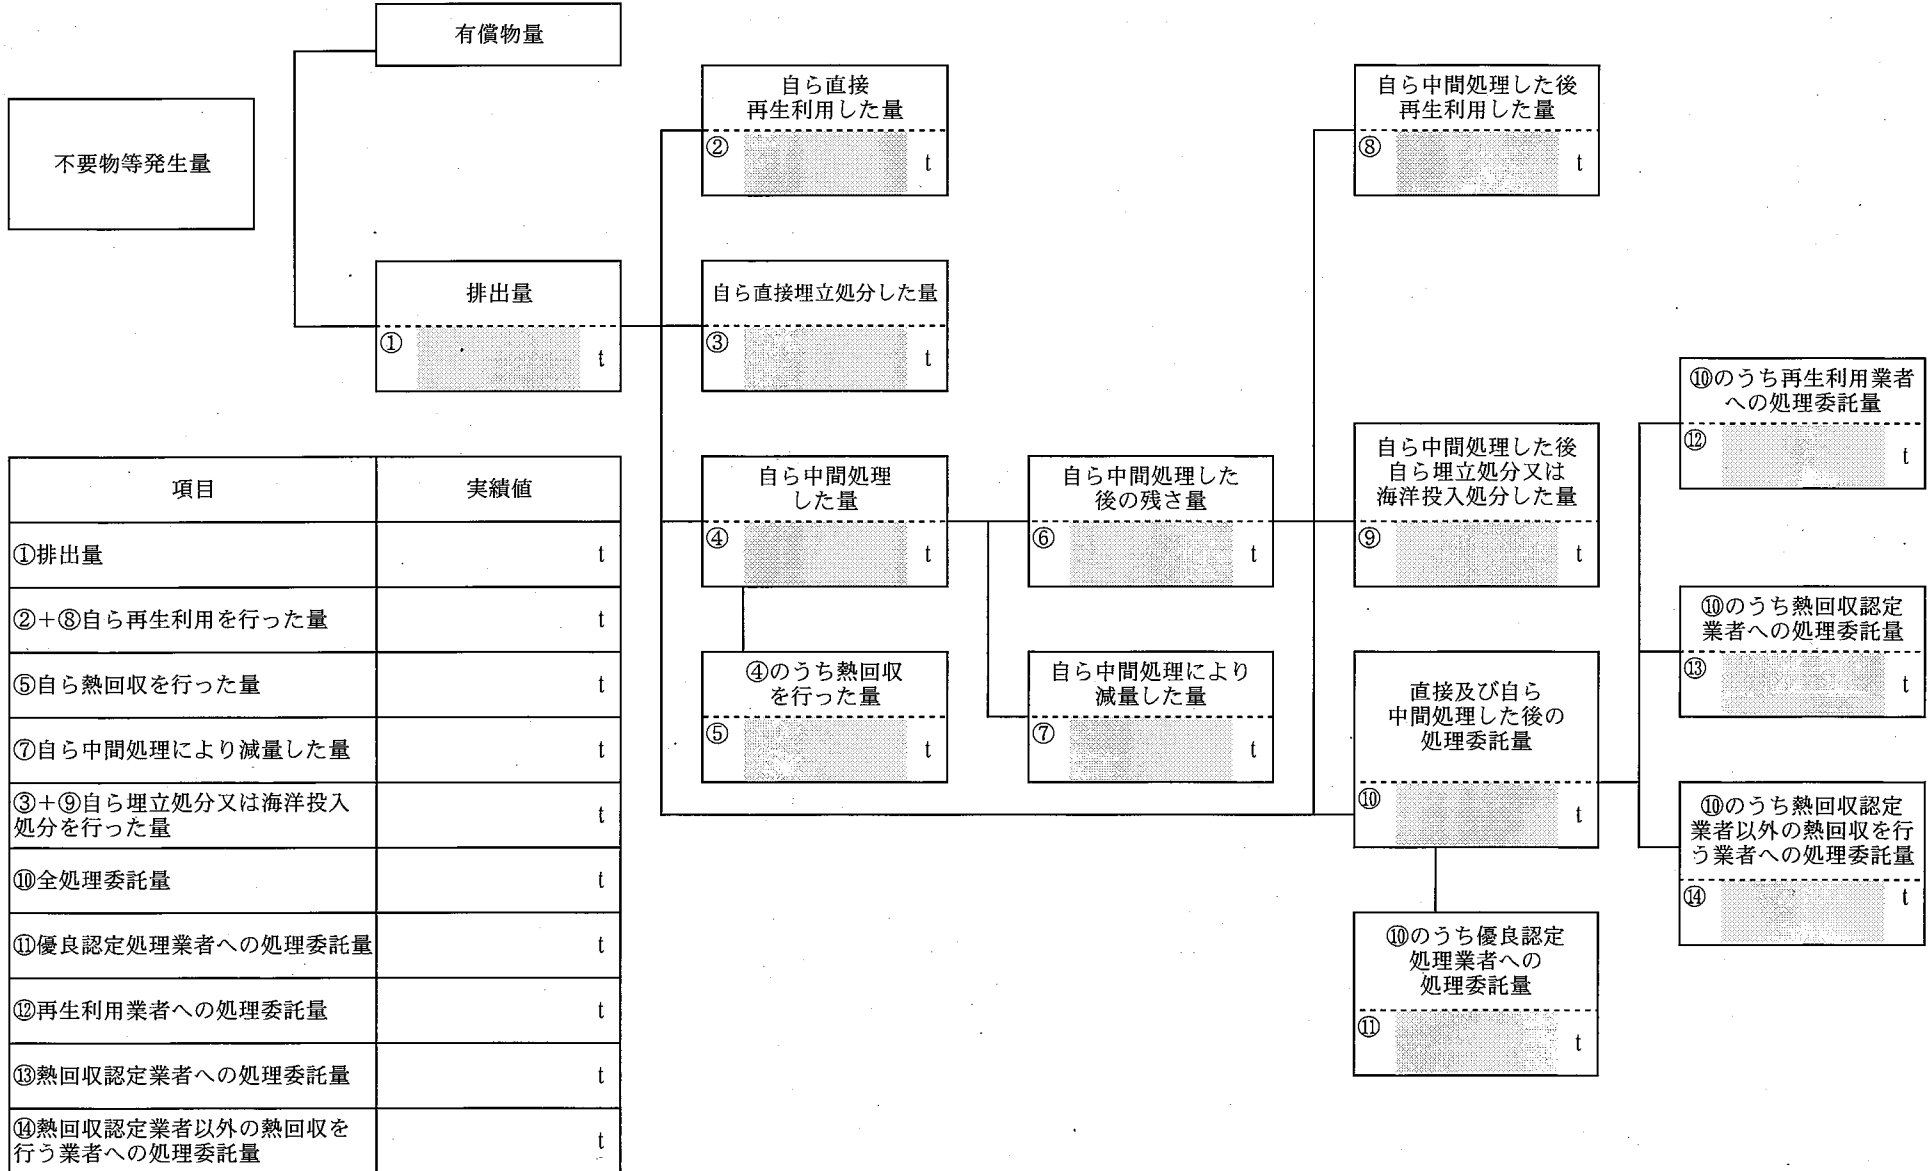 有償物量
不要物等発生量
排出量
①
t
自ら直接
再生利用した量
②
t
自ら直接埋立処分した量
③
t
自ら中間処理
した量
④
t
④のうち熱回収
を行った量
⑤
t
自ら中間処理した
後の残さ量
⑥
t
自ら中間処理により
減量した量
⑦
t
自ら中間処理した後
再生利用した量
⑧
t
自ら中間処理した後
自ら埋立処分又は
海洋投入処分した量
⑨
t
直接及び自ら
中間処理した後の
処理委託量
⑩
t
⑩のうち優良認定
処理業者への
処理委託量
⑪
t
⑩のうち再生利用業者
への処理委託量
⑫
t
⑩のうち熱回収認定
業者への処理委託量
⑬
t
⑩のうち熱回収認定
業者以外の熱回収を行
う業者への処理委託量
⑭
t
項目 実績値
①排出量 t
②+⑧自ら再生利用を行った量 t
⑤自ら熱回収を行った量 t
⑦自ら中間処理により減量した量 t
③+⑨自ら埋立処分又は海洋投入
処分を行った量 t
⑩全処理委託量 t
⑪優良認定処理業者への処理委託量 t
⑫再生利用業者への処理委託量 t
⑬熱回収認定業者への処理委託量 t
⑭熱回収認定業者以外の熱回収を
行う業者への処理委託量 t